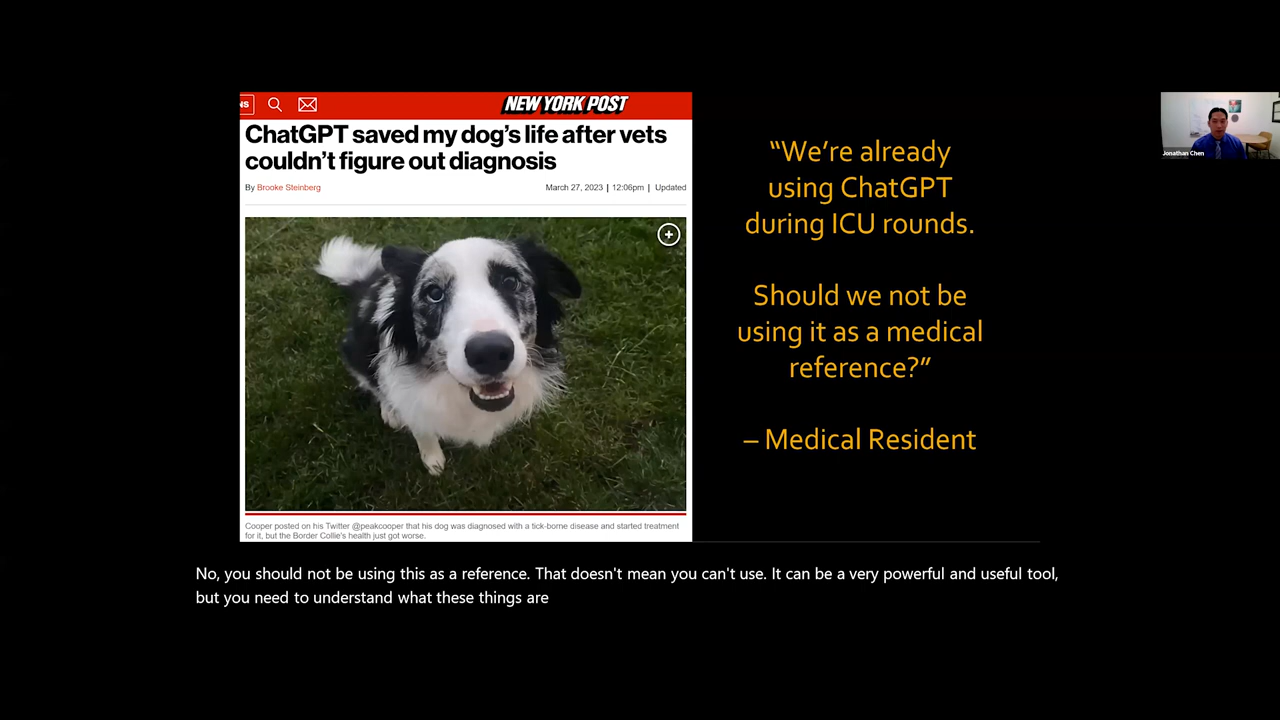 NS
NEW YORK POST
ChatGPT saved my dog's life after vets
couldn't figure out diagnosis
By Brooke Steinberg
March 27, 2023 | 12:06pm | Updated
Cooper posted on his Twitter @peakcooper that his dog was diagnosed with a tick-borne disease and started treatment
for it, but the Border Collie's health just got worse.
“We’re already
using ChatGPT
during ICU rounds.
Should we not be
using it as a medical
reference?”
– Medical Resident
Jonathan Chen
No, you should not be using this as a reference. That doesn't mean you can't use. It can be a very powerful and useful tool,
but you need to understand what these things are